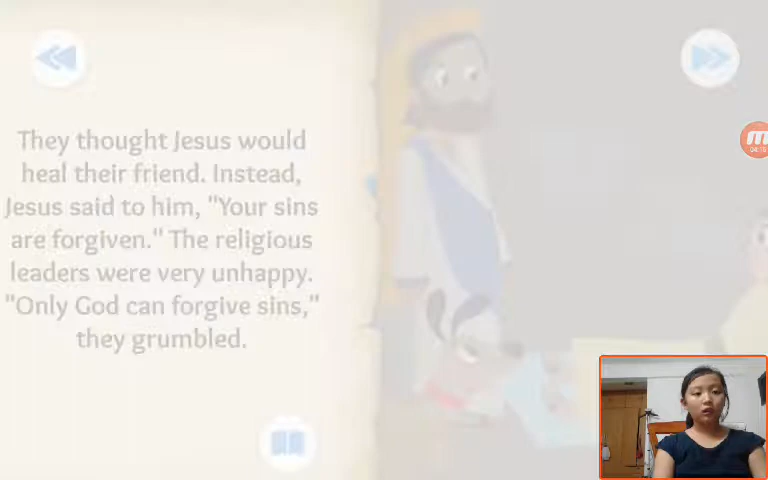 They thought Jesus would
heal their friend. Instead,
Jesus said to him, "Your sins
are forgiven." The religious
leaders were very unhappy.
"Only God can forgive sins,"
they grumbled.